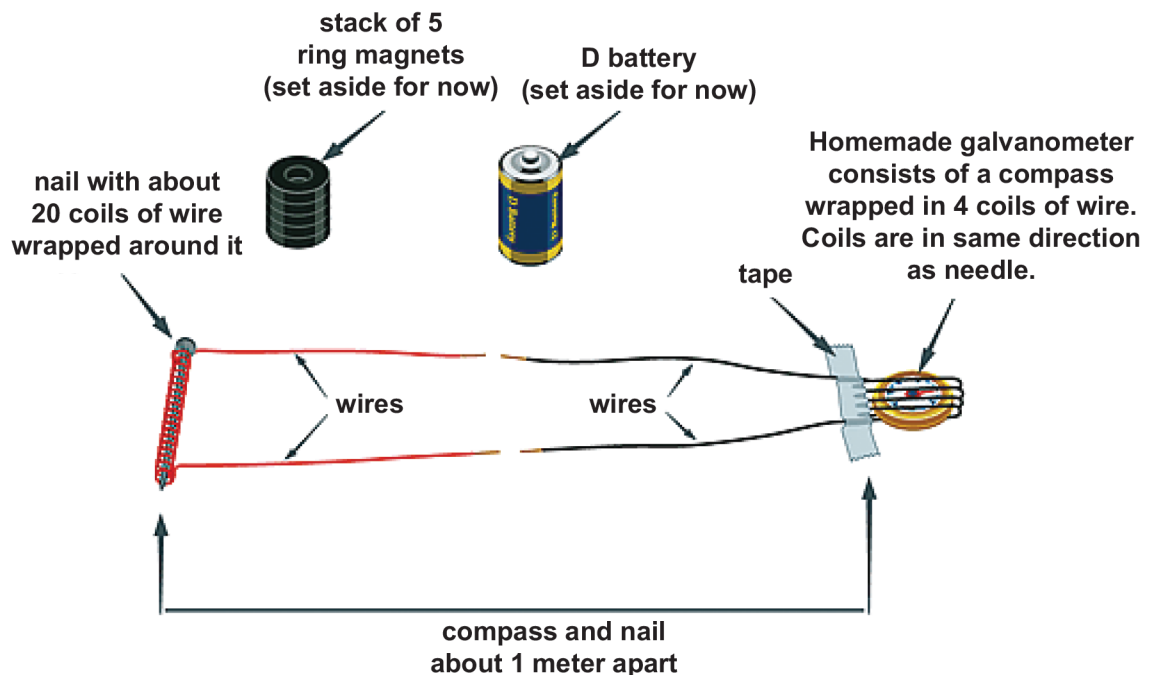 stack of 5
ring magnets
(set aside for now)
D battery
(set aside for now)
Homemade galvanometer
consists of a compass
wrapped in 4 coils of wire.
Coils are in same direction
as needle.
nail with about
20 coils of wire
wrapped around it
tape
D Battery
wires
wires
compass and nail
about 1 meter apart